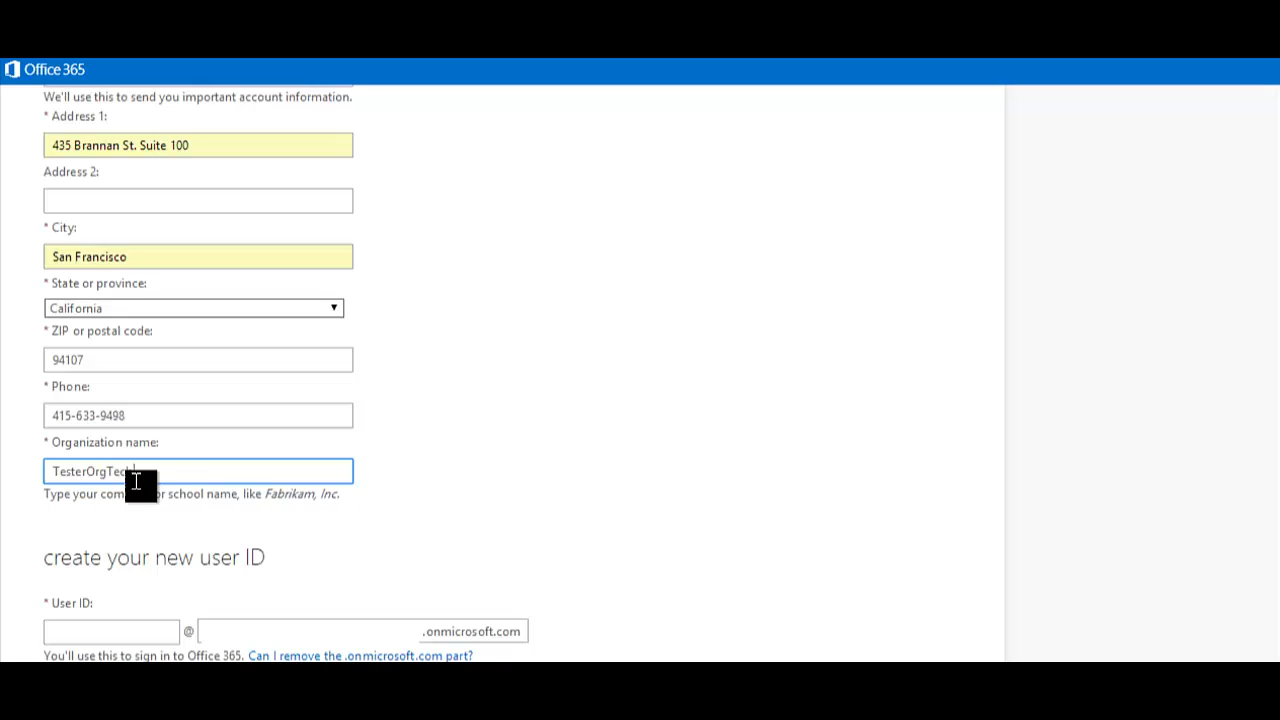 Office 365
We'll use this to send you important account information.
* Address 1:
435 Brannan St. Suite 100
Address 2:
* City:
San Francisco
* State or province:
California
* ZIP or postal code:
94107
* Phone:
415-633-9498
* Organization name:
Type your or school name, like Fabrikam, Inc.
create your new user ID
* User ID:
@ .onmicrosoft.com
You'll use this to sign in to Office 365. Can I remove the .onmicrosoft.com part?